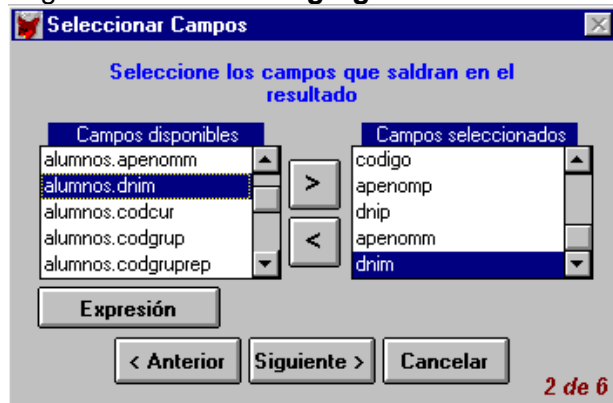 Seleccionar Campos
Seleccione los campos que saldran en el
resultado
Campos disponibles
Campos seleccionados
alumnos.apenomm
alumnos.dnim
alumnos.codcur
alumnos.codgrup
alumnos.codgruprep
>
<
codigo
apenomp
dnip
apenomm
dnim
Expresión
< Anterior
Siguiente >
Cancelar
2 de 6